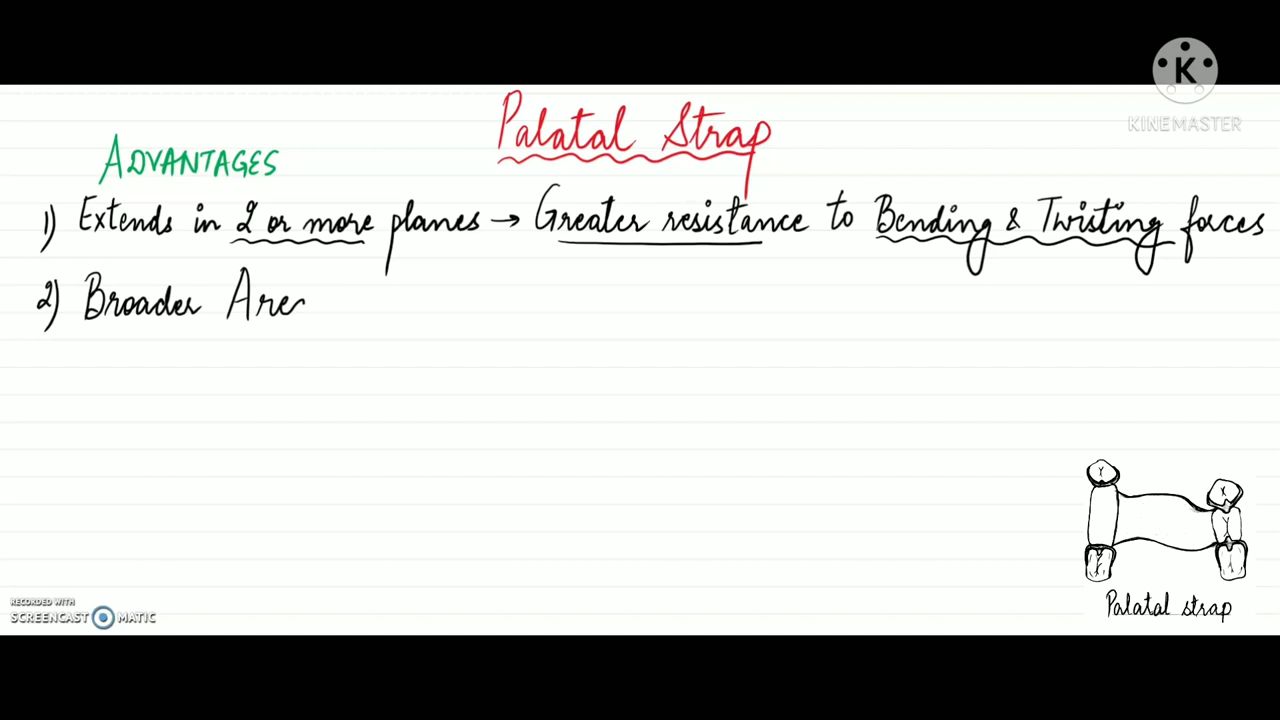 K
KINEMASTER
Palatal Strap
ADVANTAGES
1) Extends in 2 or more planes → Greater resistance to Bending & Twisting forces
2) Broader Are
Palatal strap
RECORDED WITH
SCREENCAST MATIC